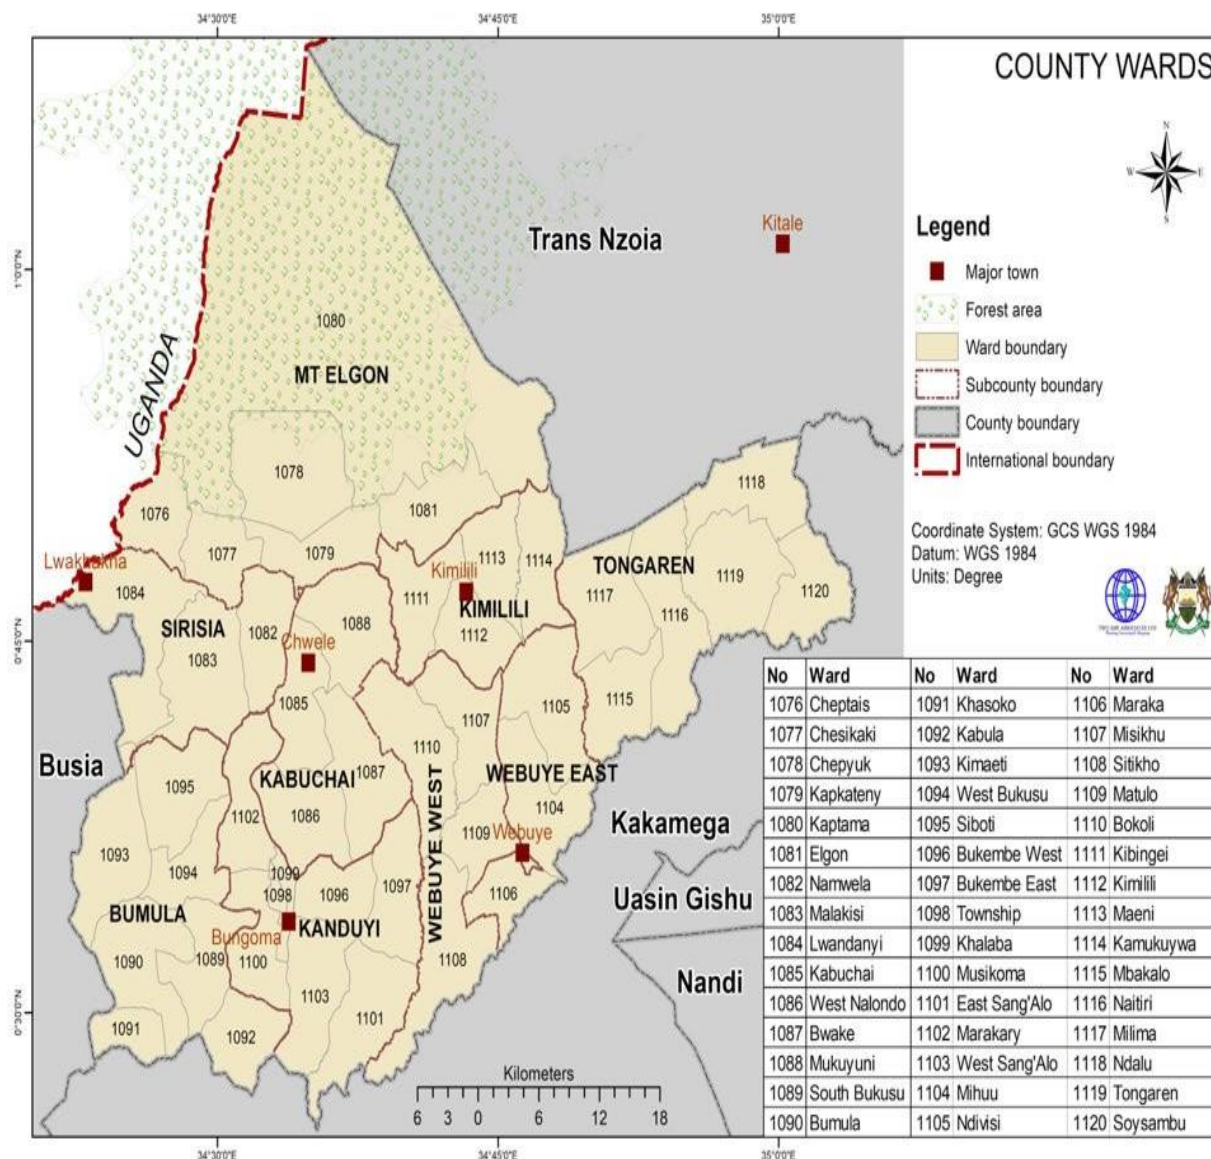 34°30'0"E 34°45'0"E 35°0'0"E
COUNTY WARDS
N
W E
S
Kitale
Trans Nzoia
Legend
Major town
Forest area
Ward boundary
Subcounty boundary
County boundary
International boundary
1°0'0"N
1080
MT ELGON
UGANDA
1078
1118
1076
1081
Coordinate System: GCS WGS 1984
Datum: WGS 1984
Units: Degree
1077 1079 1113 1114
TONGAREN
Lwakhakha
Kimilili
1119
1084 1111 KIMILILI 1117 1120
1088 1116
SIRISIA 1082 1112
0°45'0"N
Chwele
1083
1085 1115
1105
1107
1110
Busia
KABUCHAI 1087 WEBUYE EAST
1095
1104
1102 1086
WEBUYE WEST
Kakamega
1109 Webuye
1093
1094 1099
1098 1096 1097 1106
Uasin Gishu
BUMULA
KANDUYI
Bungoma
1090 1089 1100 1108
Nandi
1103
0°30'0"N
1101
1091 1092
Kilometers
6 3 0 6 12 18
No Ward No Ward No Ward
1076 Cheptais 1091 Khasoko 1106 Maraka
1077 Chesikaki 1092 Kabula 1107 Misikhu
1078 Chepyuk 1093 Kimaeti 1108 Sitikho
1079 Kapkateny 1094 West Bukusu 1109 Matulo
1080 Kaptama 1095 Siboti 1110 Bokoli
1081 Elgon 1096 Bukembe West 1111 Kibingei
1082 Namwela 1097 Bukembe East 1112 Kimilili
1083 Malakisi 1098 Township 1113 Maeni
1084 Lwandanyi 1099 Khalaba 1114 Kamukuywa
1085 Kabuchai 1100 Musikoma 1115 Mbakalo
1086 West Nalondo 1101 East Sang'Alo 1116 Naitiri
1087 Bwake 1102 Marakary 1117 Milima
1088 Mukuyuni 1103 West Sang'Alo 1118 Ndalu
1089 South Bukusu 1104 Mihuu 1119 Tongaren
1090 Bumula 1105 Ndivisi 1120 Soysambu
34°30'0"E 34°45'0"E 35°0'0"E